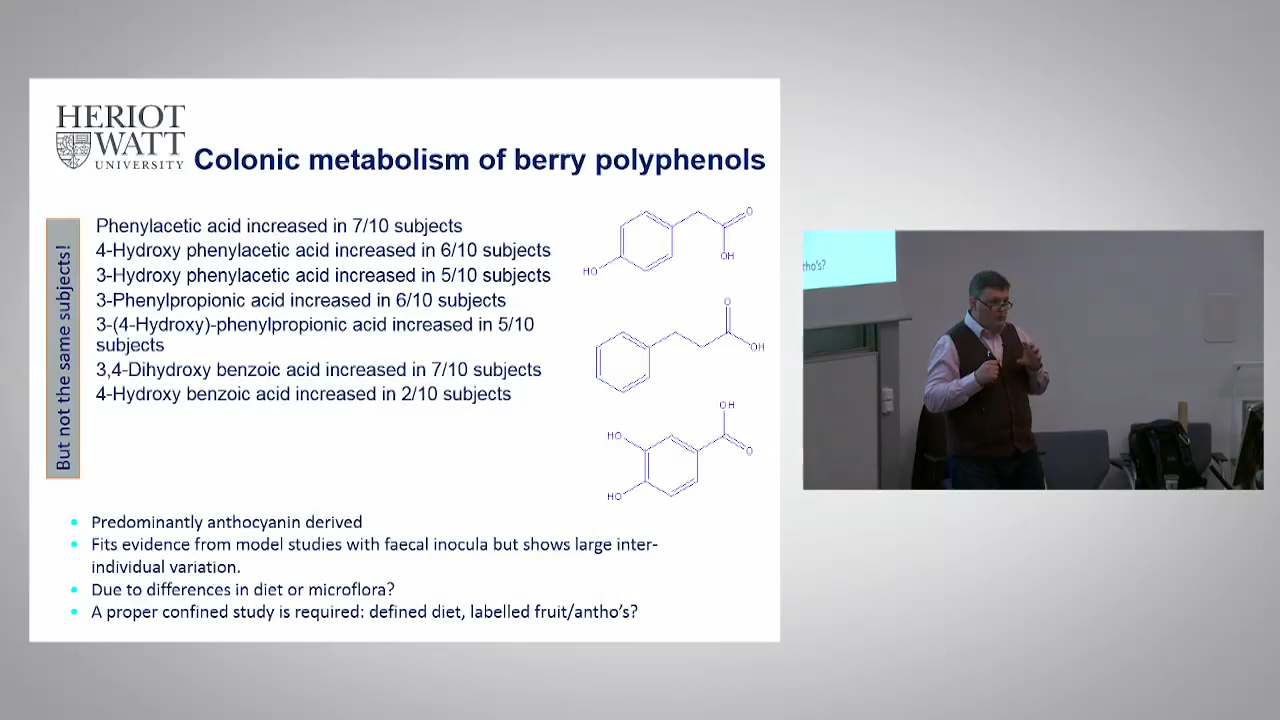 HERIOT
WATT
UNIVERSITY
Colonic metabolism of berry polyphenols
But not the same subjects!
Phenylacetic acid increased in 7/10 subjects
4-Hydroxy phenylacetic acid increased in 6/10 subjects
3-Hydroxy phenylacetic acid increased in 5/10 subjects
3-Phenylpropionic acid increased in 6/10 subjects
3-(4-Hydroxy)-phenylpropionic acid increased in 5/10
subjects
3,4-Dihydroxy benzoic acid increased in 7/10 subjects
4-Hydroxy benzoic acid increased in 2/10 subjects
O
OH
HO
O
OH
OH
HO
O
HO
Predominantly anthocyanin derived
Fits evidence from model studies with faecal inocula but shows large inter-
individual variation.
Due to differences in diet or microflora?
A proper confined study is required: defined diet, labelled fruit/antho's?
tho's?